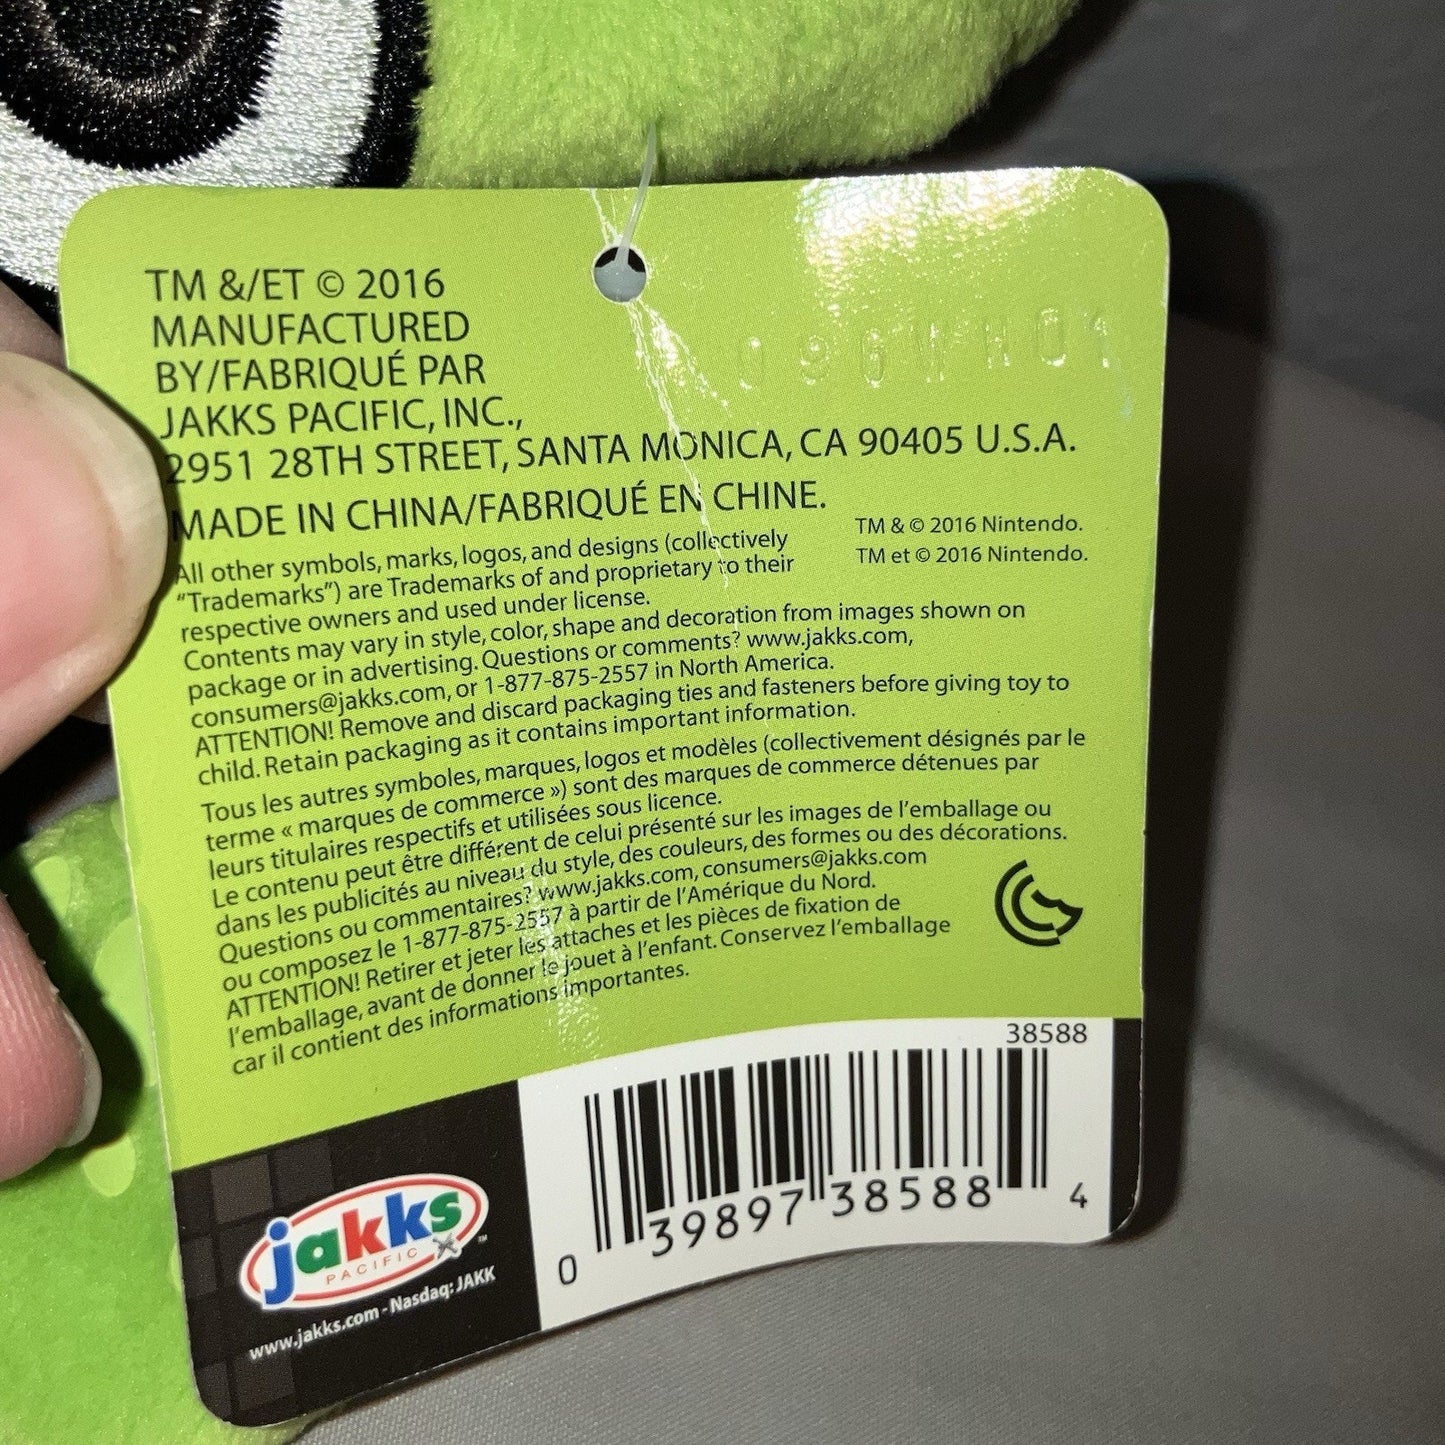 TM &/ET © 2016
MANUFACTURED
BY/FABRIQUÉ PAR
JAKKS PACIFIC, INC.,
2951 28TH STREET, SANTA MONICA, CA 90405 U.S.A.
MADE IN CHINA/FABRIQUÉ EN CHINE.
096WH01
TM & © 2016 Nintendo.
TM et © 2016 Nintendo.
All other symbols, marks, logos, and designs (collectively
"Trademarks") are Trademarks of and proprietary to their
respective owners and used under license.
Contents may vary in style, color, shape and decoration from images shown on
package or in advertising. Questions or comments? www.jakks.com,
consumers@jakks.com, or 1-877-875-2557 in North America.
ATTENTION! Remove and discard packaging ties and fasteners before giving toy to
child. Retain packaging as it contains important information.
Tous les autres symboles, marques, logos et modèles (collectivement désignés par le
terme « marques de commerce ») sont des marques de commerce détenues par
leurs titulaires respectifs et utilisées sous licence.
Le contenu peut être différent de celui présenté sur les images de l'emballage ou
dans les publicités au niveau du style, des couleurs, des formes ou des décorations.
Questions ou commentaires? www.jakks.com, consumers@jakks.com
ou composez le 1-877-875-2557 à partir de l'Amérique du Nord.
ATTENTION! Retirer et jeter les attaches et les pièces de fixation de
l'emballage, avant de donner le jouet à l'enfant. Conservez l'emballage
car il contient des informations importantes.
38588
0 39897 38588 4
jakks
PACIFIC
™
www.jakks.com - Nasdaq: JAKK